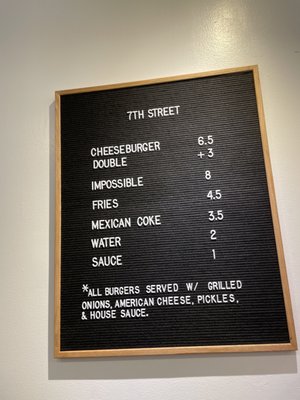 7TH STREET
CHEESEBURGER 6.5
DOUBLE +3
IMPOSSIBLE 8
FRIES 4.5
MEXICAN COKE 3.5
WATER 2
SAUCE 1
*ALL BURGERS SERVED W/ GRILLED
ONIONS, AMERICAN CHEESE, PICKLES,
& HOUSE SAUCE.